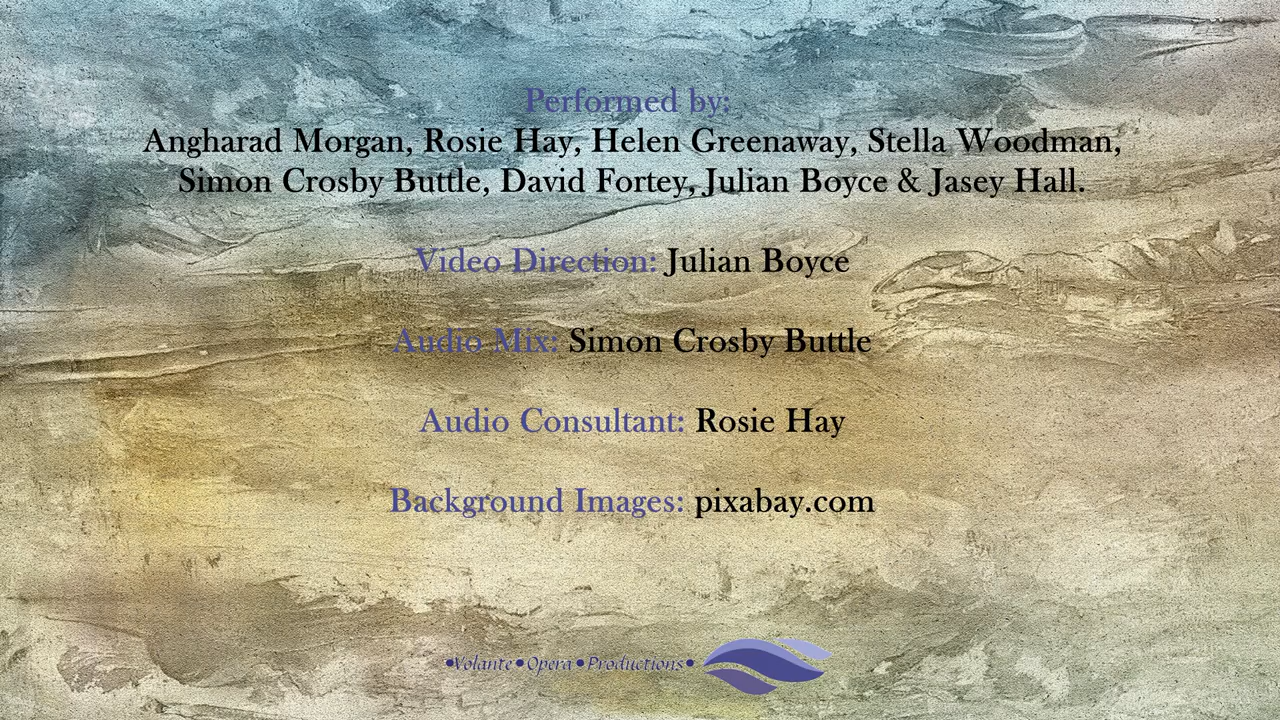 Performed by:
Angharad Morgan, Rosie Hay, Helen Greenaway, Stella Woodman,
Simon Crosby Buttle, David Fortey, Julian Boyce & Jasey Hall.
Video Direction: Julian Boyce
Audio Mix: Simon Crosby Buttle
Audio Consultant: Rosie Hay
Background Images: pixabay.com
•Volante•Opera•Productions•